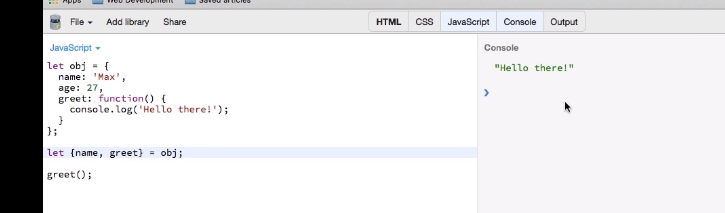 Apps Web Development saved articles
File Add library Share HTML CSS JavaScript Console Output
JavaScript
let obj = {
name: 'Max',
age: 27,
greet: function() {
console.log('Hello there!');
}
};
let {name, greet} = obj;
greet();
Console
"Hello there!"